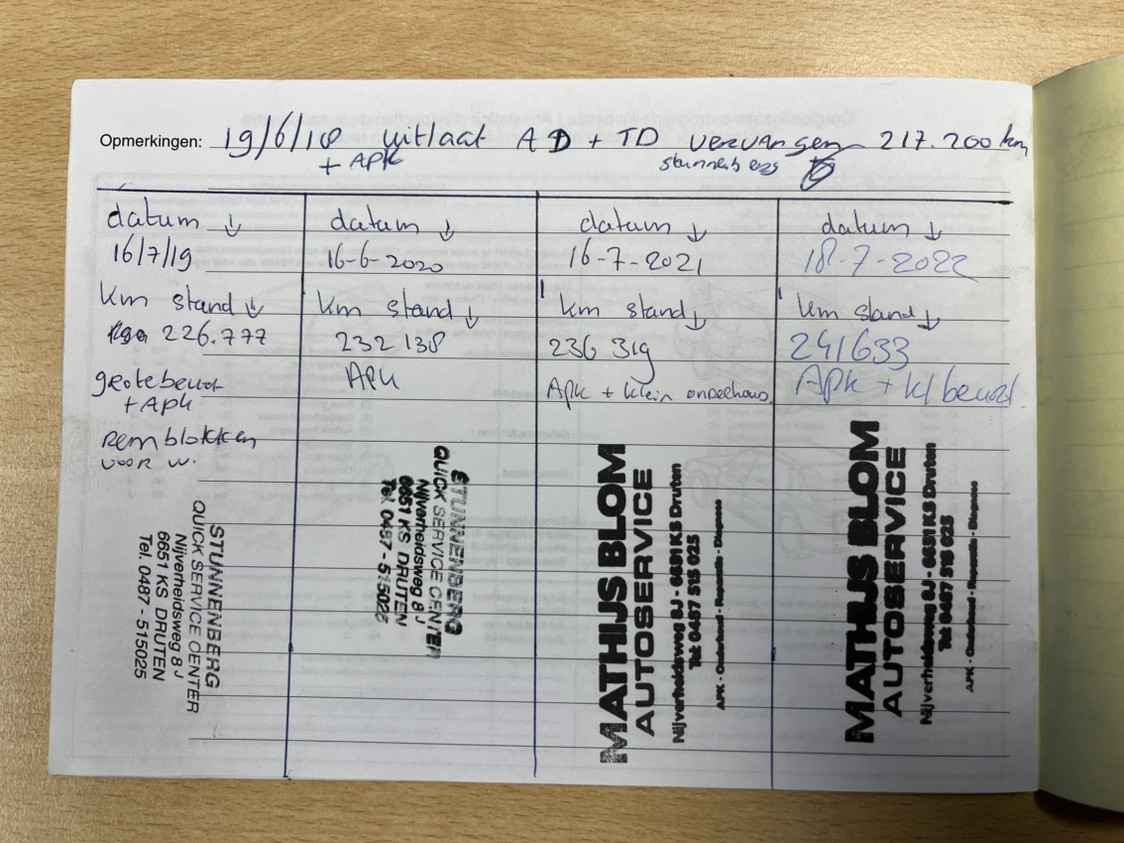 Opmerkingen: 19/6/18 uitlaat AD + TD vervangen 217.200 km
+ APK stunnenberg
datum ↓
16/7/19
Km stand ↓
226.777
grote beurt
+ Apk
remblokken
voor w.
STUNNENBERG
QUICK SERVICE CENTER
Nijverheidsweg 8 J
6651 KS DRUTEN
Tel. 0487 - 515025
datum ↓
16-6-2020
Km stand ↓
232 138
Apk
STUNNENBERG
QUICK SERVICE CENTER
Nijverheidsweg 8 J
6651 KS DRUTEN
Tel. 0487 - 515025
datum ↓
16-7-2021
Km stand ↓
236 319
Apk + klein onderhoud
MATHIJS BLOM
AUTOSERVICE
Nijverheidsweg 8J - 6651 KS Druten
Tel: 0487 515 025
APK - Onderhoud - Reparatie - Diagnose
datum ↓
18-7-2022
Km stand ↓
241633
Apk + kl beurt
MATHIJS BLOM
AUTOSERVICE
Nijverheidsweg 8J - 6651 KS Druten
Tel: 0487 515 025
APK - Onderhoud - Reparatie - Diagnose